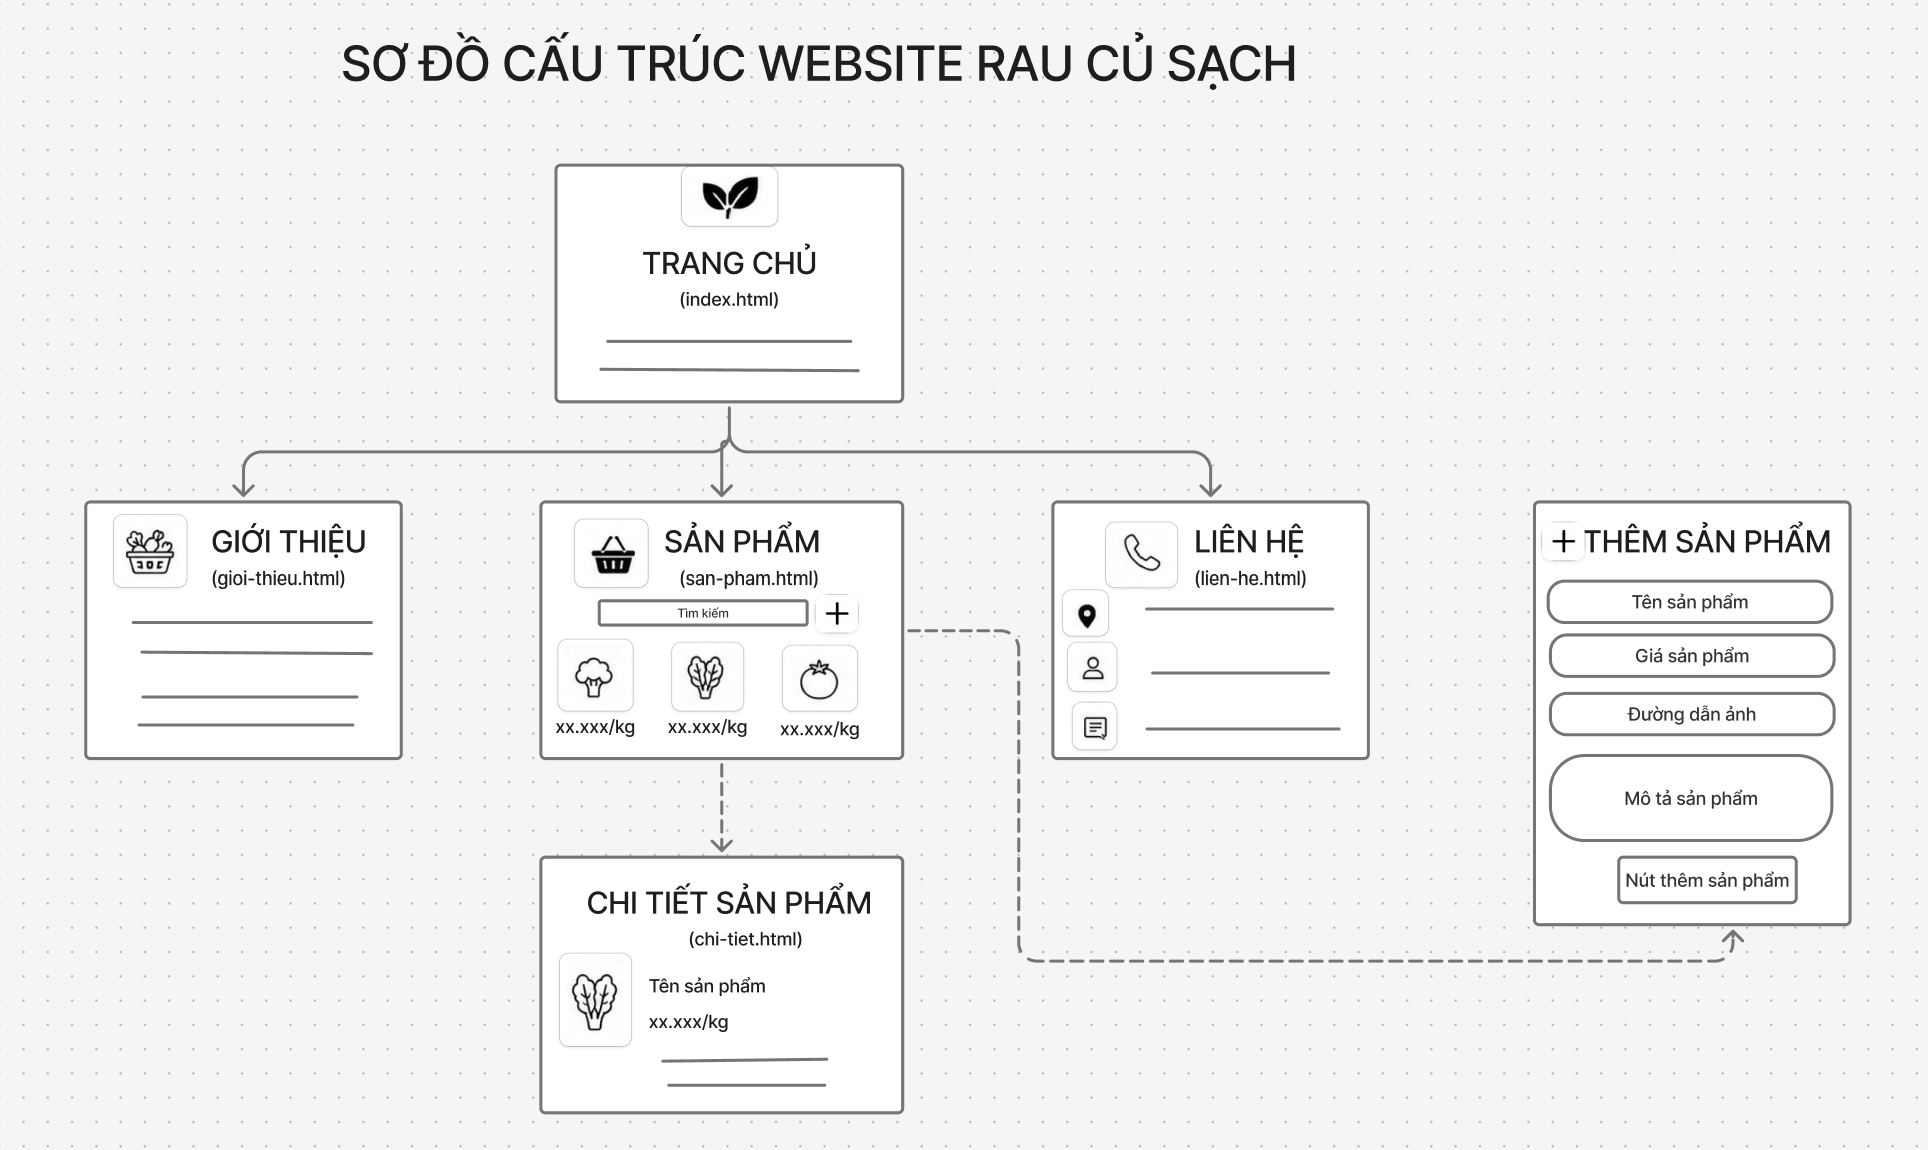 SƠ ĐỒ CẤU TRÚC WEBSITE RAU CỦ SẠCH
TRANG CHỦ
(index.html)
GIỚI THIỆU
(gioi-thieu.html)
SẢN PHẨM
(san-pham.html)
Tìm kiếm
xx.xxx/kg
xx.xxx/kg
xx.xxx/kg
LIÊN HỆ
(lien-he.html)
THÊM SẢN PHẨM
Tên sản phẩm
Giá sản phẩm
Đường dẫn ảnh
Mô tả sản phẩm
Nút thêm sản phẩm
CHI TIẾT SẢN PHẨM
(chi-tiet.html)
Tên sản phẩm
xx.xxx/kg